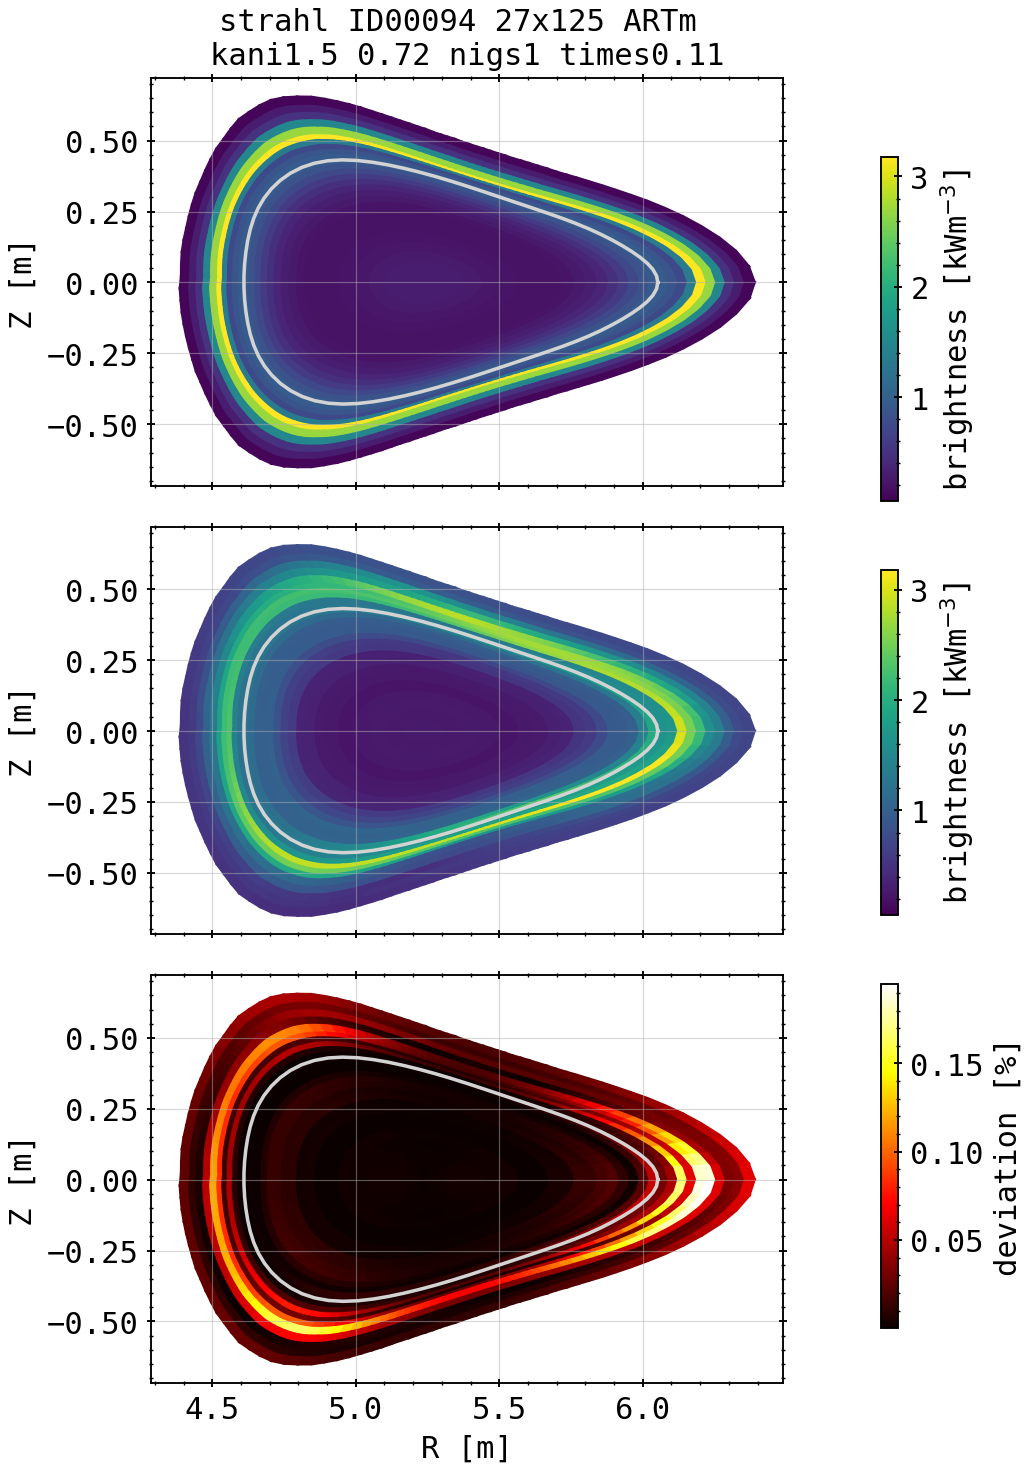 strahl ID00094 27x125 ARTm
kani1.5 0.72 nigs1 times0.11
0.50
0.25
0.00
−0.25
−0.50
Z [m]
3
2
1
brightness [kWm⁻³]
0.50
0.25
0.00
−0.25
−0.50
Z [m]
3
2
1
brightness [kWm⁻³]
0.50
0.25
0.00
−0.25
−0.50
Z [m]
0.15
0.10
0.05
deviation [%]
4.5 5.0 5.5 6.0
R [m]